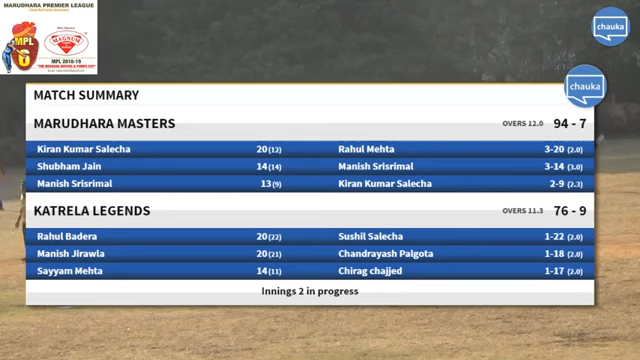 MARUDHARA PREMIER LEAGUE
MPL
MAGNUM
MPL 2018-19
chauka
chauka
MATCH SUMMARY
MARUDHARA MASTERS OVERS 12.0 94 - 7
Kiran Kumar Salecha 20 (12) Rahul Mehta 3-20 (2.0)
Shubham Jain 14 (14) Manish Srisrimal 3-14 (3.0)
Manish Srisrimal 13 (9) Kiran Kumar Salecha 2-9 (2.3)
KATRELA LEGENDS OVERS 11.3 76 - 9
Rahul Badera 20 (22) Sushil Salecha 1-22 (2.0)
Manish Jirawla 20 (21) Chandrayash Palgota 1-18 (2.0)
Sayyam Mehta 14 (11) Chirag chajjed 1-17 (2.0)
Innings 2 in progress